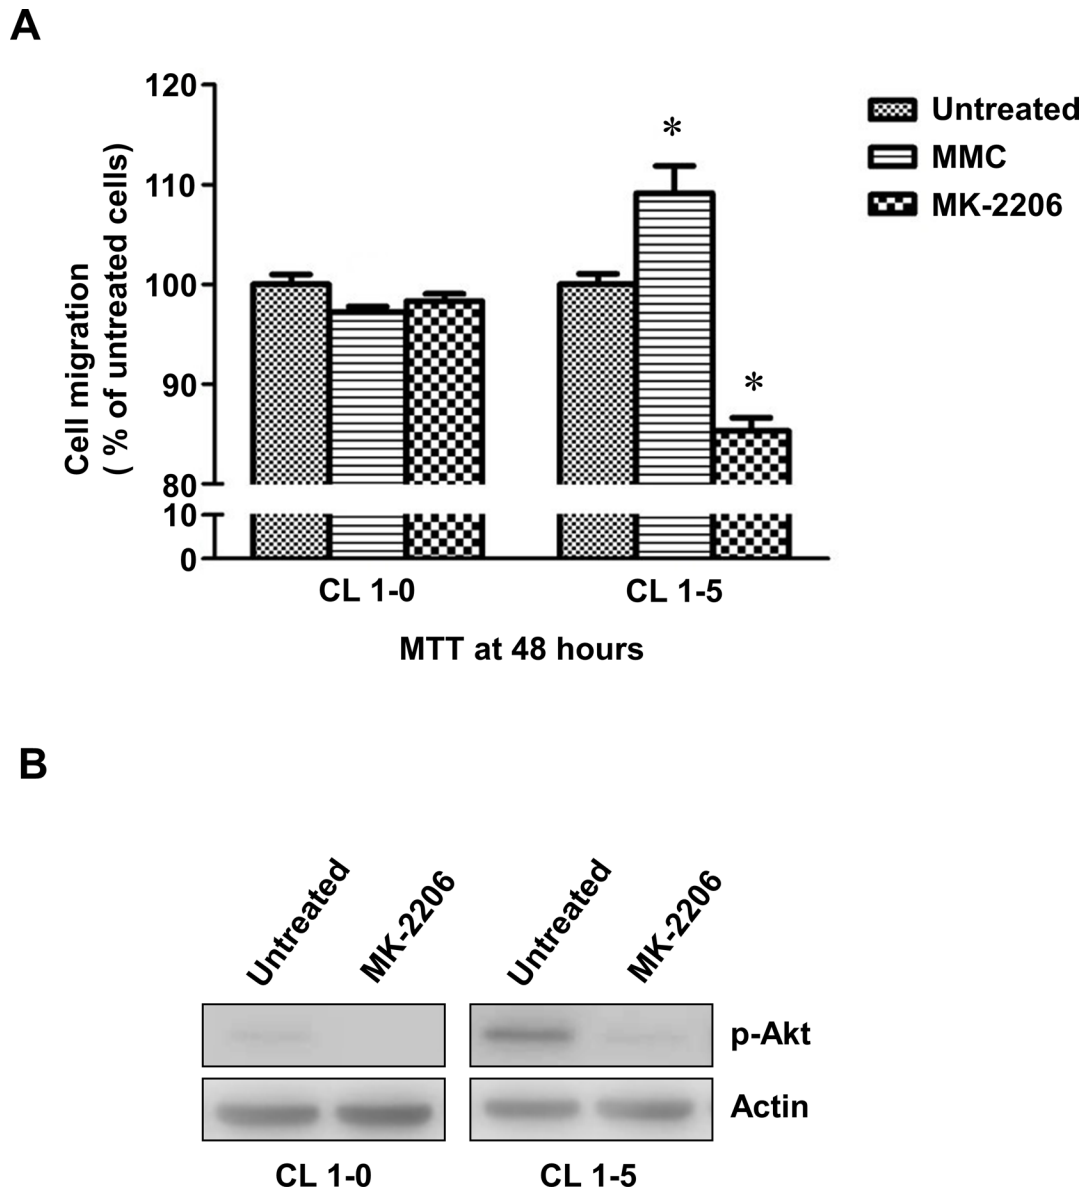 A
120
110
100
90
80
10
0
Cell migration
( % of untreated cells)
*
*
Untreated
MMC
MK-2206
CL 1-0
CL 1-5
MTT at 48 hours
B
Untreated
MK-2206
Untreated
MK-2206
p-Akt
Actin
CL 1-0
CL 1-5